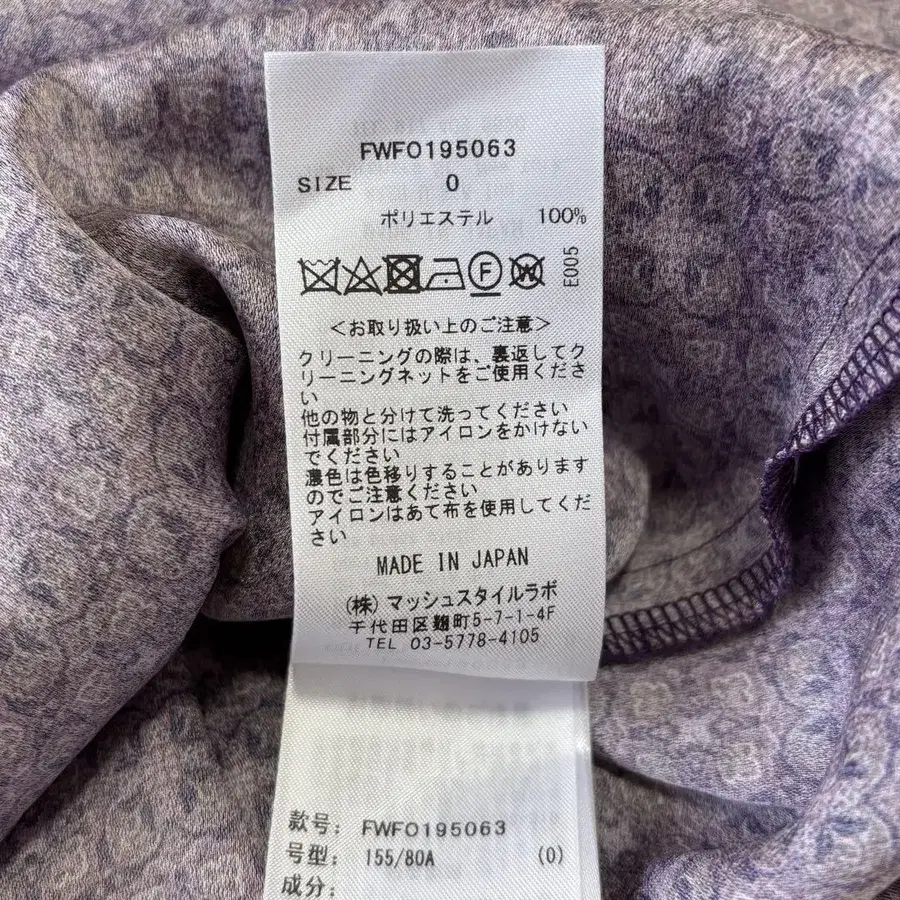 FWFO195063
SIZE 0
ポリエステル 100%
F W E005
<お取り扱い上のご注意>
クリーニングの際は、裏返してク
リーニングネットをご使用くださ
い
他の物と分けて洗ってください
付属部分にはアイロンをかけない
でください
濃色は色移りすることがあります
のでご注意ください
アイロンはあて布を使用してくだ
さい
MADE IN JAPAN
(株) マッシュスタイルラボ
千代田区麹町5-7-1-4F
TEL 03-5778-4105
款号: FWFO195063
号型: 155/80A (0)
成分: